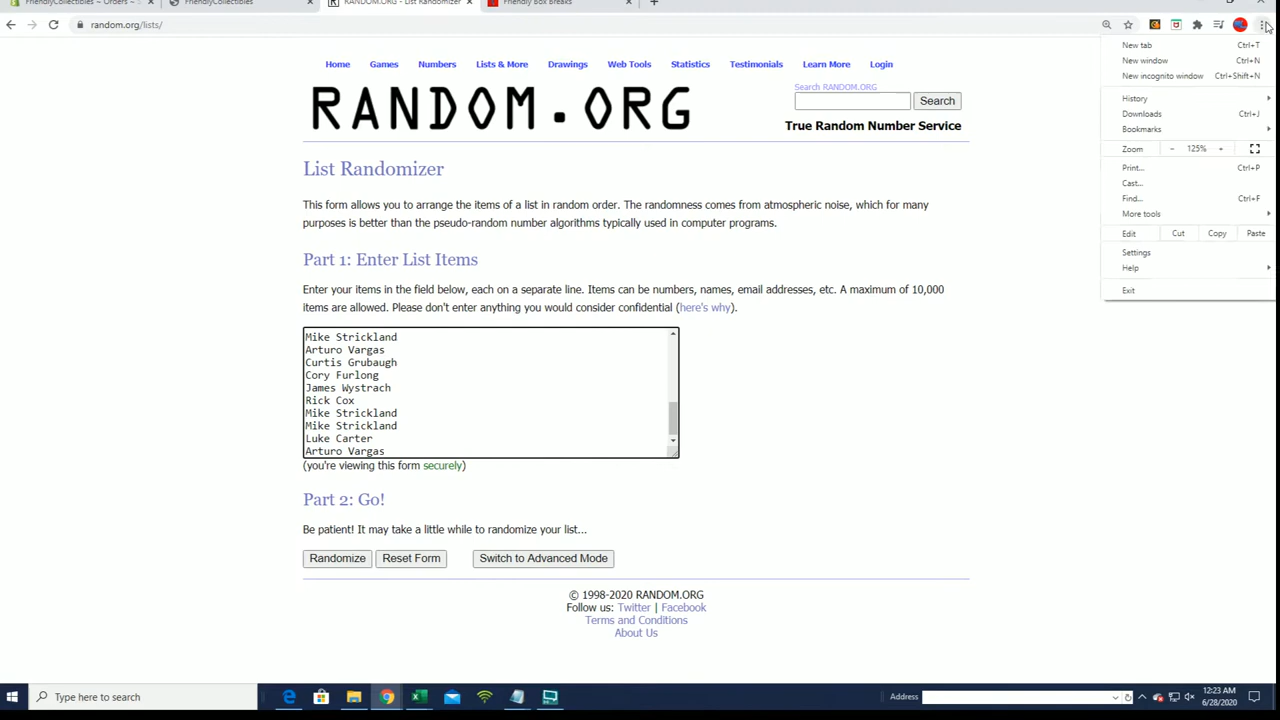 FriendlyCollectibles ~ Orders ~ S
FriendlyCollectibles
RANDOM.ORG - List Randomizer
Friendly Box Breaks
random.org/lists/
New tab Ctrl+T
New window Ctrl+N
New incognito window Ctrl+Shift+N
History
Downloads Ctrl+J
Bookmarks
Zoom - 125% +
Print... Ctrl+P
Cast...
Find... Ctrl+F
More tools
Edit Cut Copy Paste
Settings
Help
Exit
Home Games Numbers Lists & More Drawings Web Tools Statistics Testimonials Learn More Login
RANDOM.ORG
Search RANDOM.ORG
Search
True Random Number Service
List Randomizer
This form allows you to arrange the items of a list in random order. The randomness comes from atmospheric noise, which for many
purposes is better than the pseudo-random number algorithms typically used in computer programs.
Part 1: Enter List Items
Enter your items in the field below, each on a separate line. Items can be numbers, names, email addresses, etc. A maximum of 10,000
items are allowed. Please don't enter anything you would consider confidential (here's why).
Mike Strickland
Arturo Vargas
Curtis Grubaugh
Cory Furlong
James Wystrach
Rick Cox
Mike Strickland
Mike Strickland
Luke Carter
Arturo Vargas
(you're viewing this form securely)
Part 2: Go!
Be patient! It may take a little while to randomize your list...
Randomize Reset Form Switch to Advanced Mode
© 1998-2020 RANDOM.ORG
Follow us: Twitter | Facebook
Terms and Conditions
About Us
Type here to search
Address
12:23 AM
6/28/2020